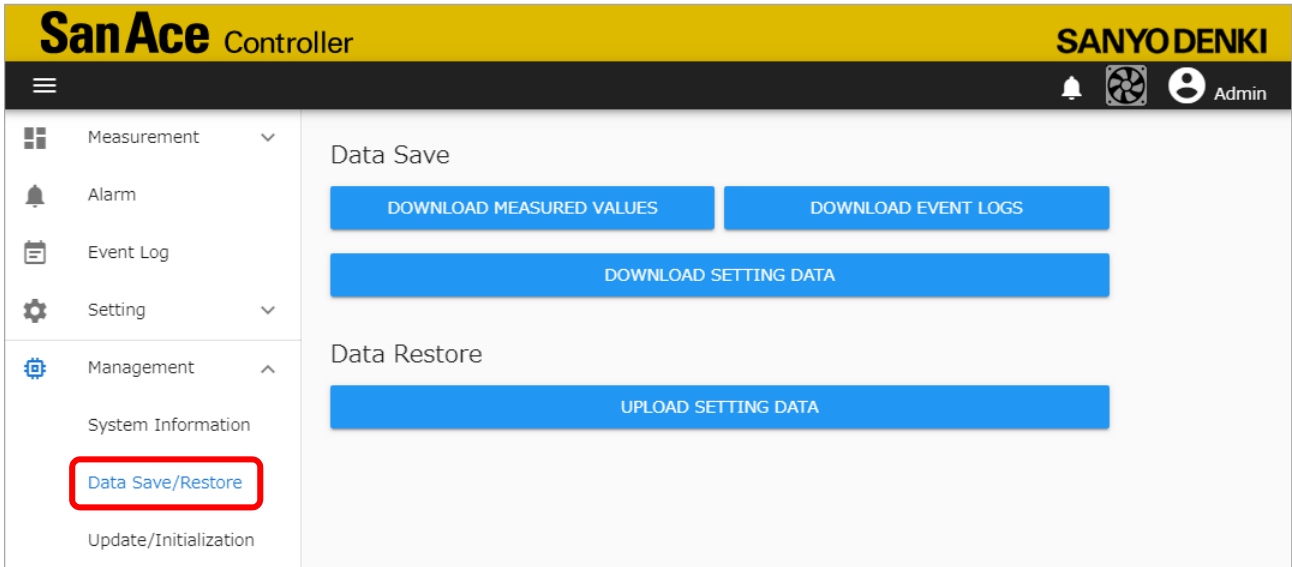 San Ace Controller
SANYO DENKI
Admin
Measurement
Alarm
Event Log
Setting
Management
System Information
Data Save/Restore
Update/Initialization
Data Save
DOWNLOAD MEASURED VALUES
DOWNLOAD EVENT LOGS
DOWNLOAD SETTING DATA
Data Restore
UPLOAD SETTING DATA